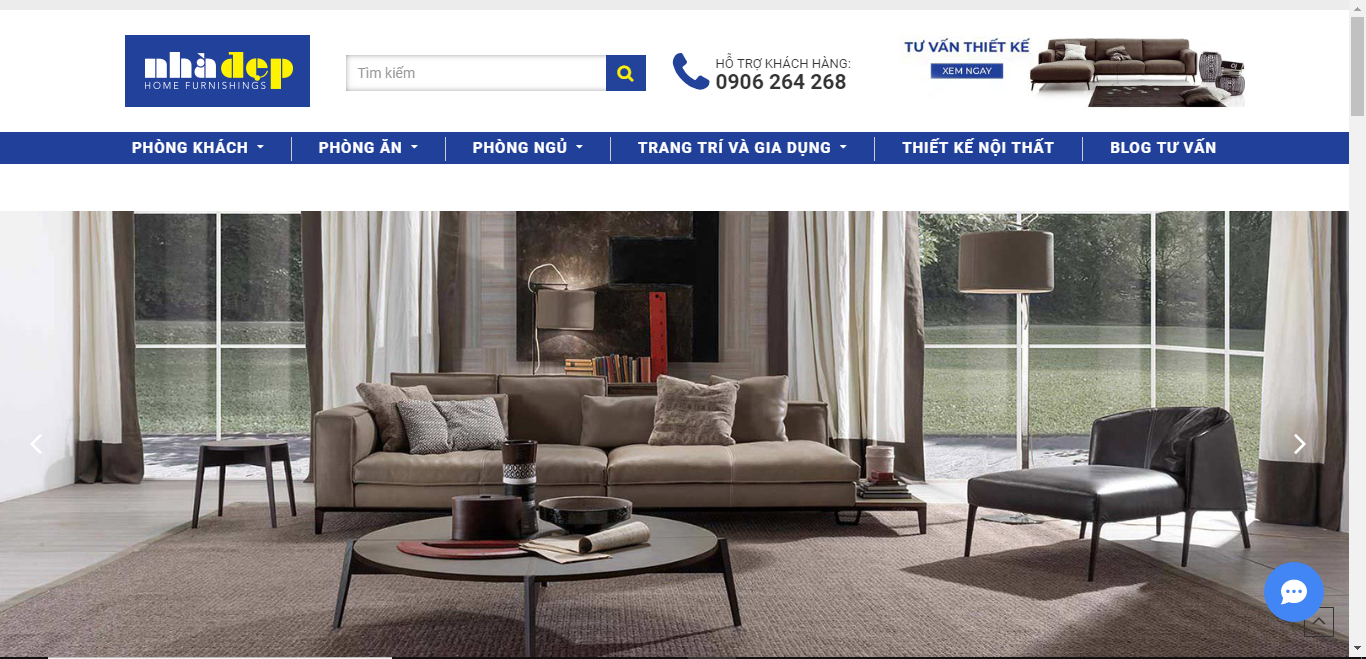 nhàđẹp
HOME FURNISHINGS
Tìm kiếm
HỖ TRỢ KHÁCH HÀNG:
0906 264 268
TƯ VẤN THIẾT KẾ
XEM NGAY
PHÒNG KHÁCH
PHÒNG ĂN
PHÒNG NGỦ
TRANG TRÍ VÀ GIA DỤNG
THIẾT KẾ NỘI THẤT
BLOG TƯ VẤN